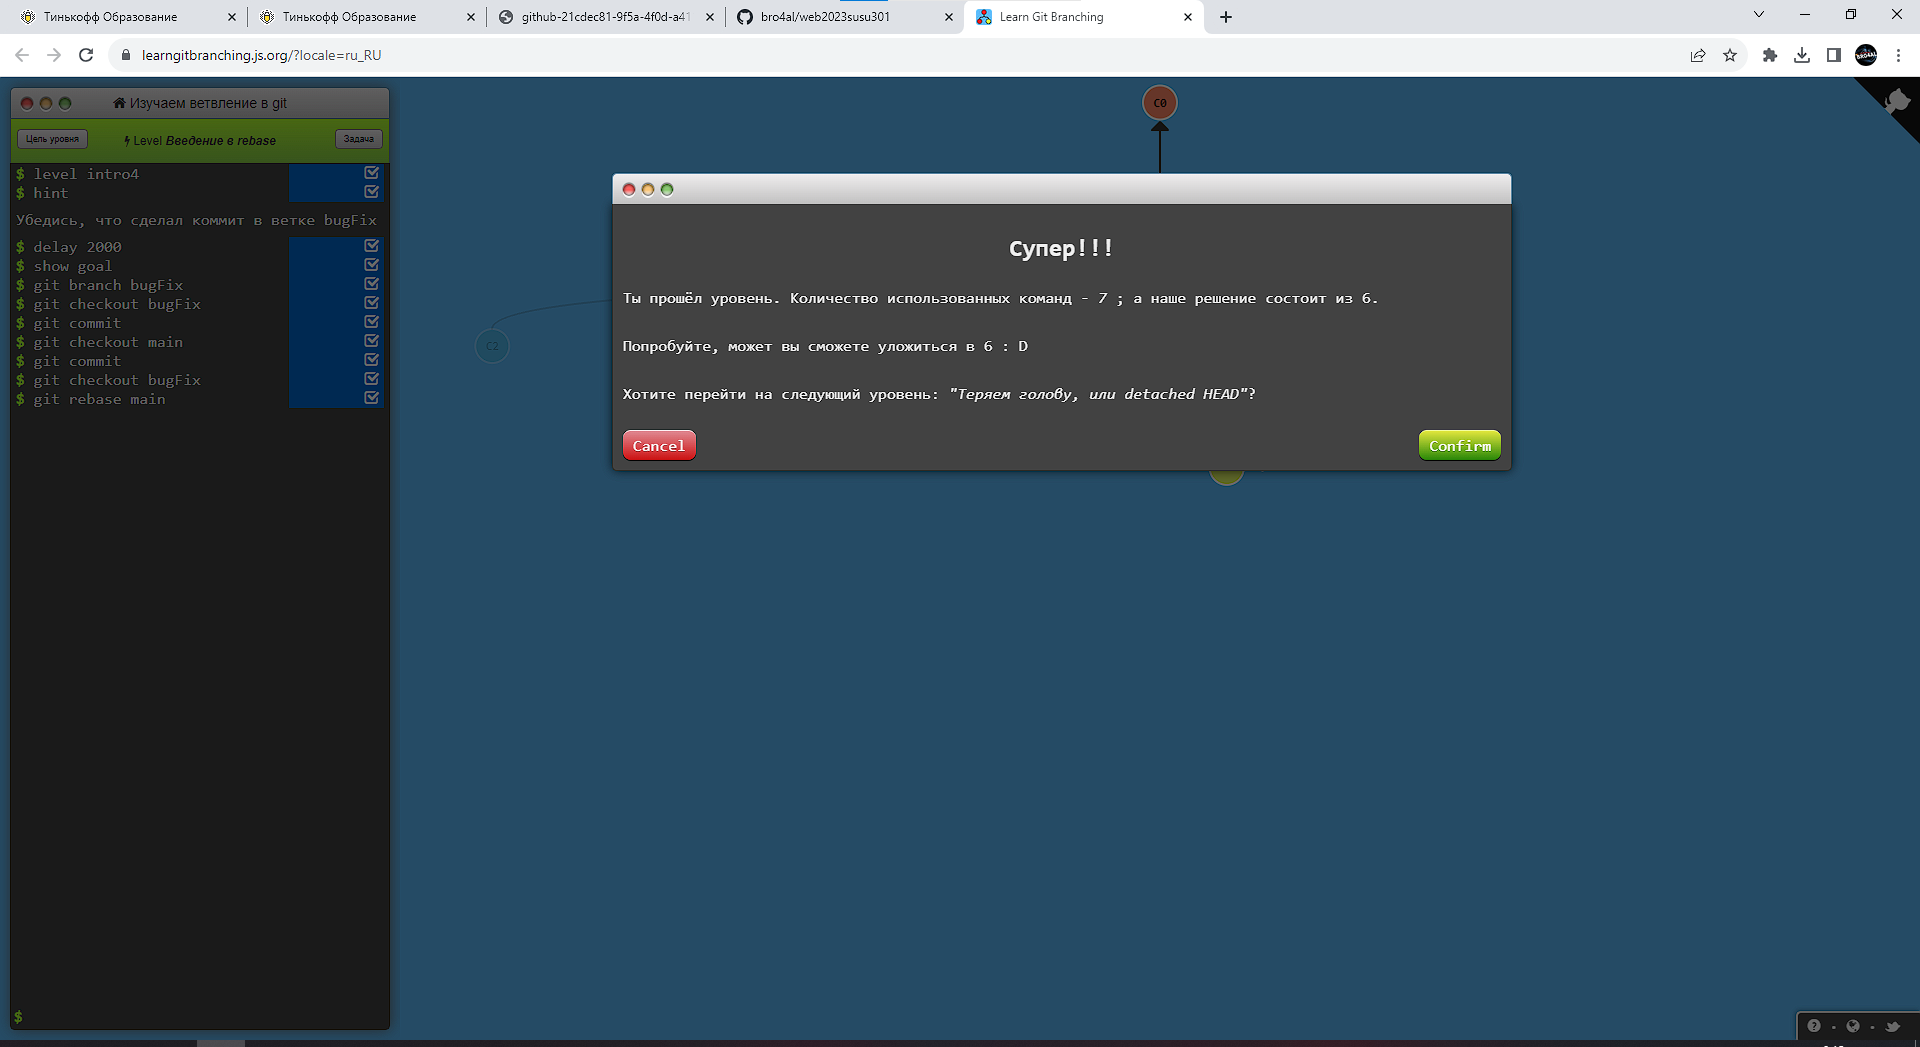 Тинькофф Образование
Тинькофф Образование
github-21cdec81-9f5a-4f0d-a41
bro4al/web2023susu301
Learn Git Branching
learngitbranching.js.org/?locale=ru_RU
Изучаем ветвление в git
Цель уровня
Level Введение в rebase
Задача
$ level intro4
$ hint
Убедись, что сделал коммит в ветке bugFix
$ delay 2000
$ show goal
$ git branch bugFix
$ git checkout bugFix
$ git commit
$ git checkout main
$ git commit
$ git checkout bugFix
$ git rebase main
$
C0
C2
Супер!!!
Ты прошёл уровень. Количество использованных команд - 7 ; а наше решение состоит из 6.
Попробуйте, может вы сможете уложиться в 6 : D
Хотите перейти на следующий уровень: "Теряем голову, или detached HEAD"?
Cancel
Confirm